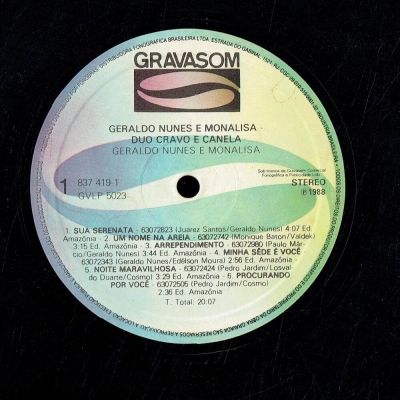 GRAVASOM
GERALDO NUNES E MONALISA
DUO CRAVO E CANELA
GERALDO NUNES E MONALISA
1
837 419-1
GVLP 5023
STEREO
℗ 1988
1. SUA SERENATA - 63072823 (Juarez Santos/Geraldo Nunes) 4:07 Ed.
Amazônia - 2. UM NOME NA AREIA - 63072742 (Monique Baton/Valdek)
3:15 Ed. Amazônia - 3. ARREPENDIMENTO - 63072980 (Paulo Már-
cio/Geraldo Nunes) 3:44 Ed. Amazônia - 4. MINHA SÊDE É VOCÊ
63072343 (Geraldo Nunes/Edélson Moura) 2:56 Ed. Amazônia
5. NOITE MARAVILHOSA - 63072424 (Pedro Jardim/Losval-
do Duarte/Cosmo) 3:29 Ed. Amazônia - 6. PROCURANDO
POR VOCÊ - 63072505 (Pedro Jardim/Cosmo)
2:36 Ed. Amazônia
T. Total: 20:07